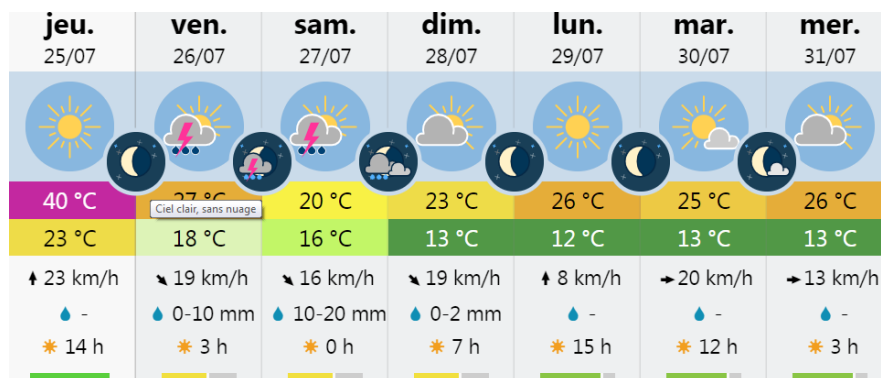 jeu. ven. sam. dim. lun. mar. mer.
25/07 26/07 27/07 28/07 29/07 30/07 31/07
40 °C 27 °C 20 °C 23 °C 26 °C 25 °C 26 °C
Ciel clair, sans nuage
23 °C 18 °C 16 °C 13 °C 12 °C 13 °C 13 °C
23 km/h 19 km/h 16 km/h 19 km/h 8 km/h 20 km/h 13 km/h
- 0-10 mm 10-20 mm 0-2 mm - - -
14 h 3 h 0 h 7 h 15 h 12 h 3 h